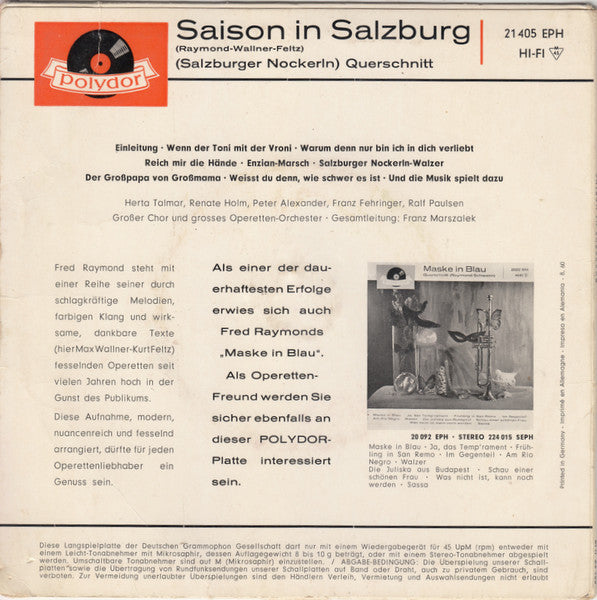 polydor
Saison in Salzburg
(Raymond-Wallner-Feltz)
(Salzburger Nockerln) Querschnitt
21 405 EPH
HI-FI
45
Einleitung · Wenn der Toni mit der Vroni · Warum denn nur bin ich in dich verliebt
Reich mir die Hände · Enzian-Marsch · Salzburger Nockerln-Walzer
Der Großpapa von Großmama · Weisst du denn, wie schwer es ist · Und die Musik spielt dazu
Herta Talmar, Renate Holm, Peter Alexander, Franz Fehringer, Ralf Paulsen
Großer Chor und grosses Operetten-Orchester · Gesamtleitung: Franz Marszalek
Fred Raymond steht mit
einer Reihe seiner durch
schlagkräftige Melodien,
farbigen Klang und wirk-
same, dankbare Texte
(hier Max Wallner-Kurt Feltz)
fesselnden Operetten seit
vielen Jahren hoch in der
Gunst des Publikums.
Diese Aufnahme, modern,
nuancenreich und fesselnd
arrangiert, dürfte für jeden
Operettenliebhaber ein
Genuss sein.
Als einer der dau-
erhaftesten Erfolge
erwies sich auch
Fred Raymonds
„Maske in Blau".
Als Operetten-
Freund werden Sie
sicher ebenfalls an
dieser POLYDOR-
Platte interessiert
sein.
Maske in Blau
20 092 EPH · STEREO 224 015 SEPH
Maske in Blau · Ja, das Temp'rament · Früh-
ling in San Remo · Im Gegenteil · Am Rio
Negro · Walzer
Die Juliska aus Budapest · Schau einer
schönen Frau · Was nicht ist, kann noch
werden · Sassa
Printed in Germany · Imprimé en Allemagne · Impreso en Alemania · 8. 60
Diese Langspielplatte der Deutschen Grammophon Gesellschaft darf nur mit einem Wiedergabegerät für 45 UpM (rpm) entweder mit
einem Leicht-Tonabnehmer mit Mikrosaphir, dessen Auflagegewicht 8 bis 10 g beträgt, oder mit einem Stereo-Tonabnehmer abgespielt
werden. Umschaltbare Tonabnehmer sind auf M (Mikrosaphir) einzustellen. / ABGABE-BEDINGUNG: Die Überspielung unserer Schall-
platten sowie die Übertragung von Rundfunksendungen unserer Schallplatten auf Band oder Draht, auch zu privatem Gebrauch, sind
verboten. Zur Vermeidung unerlaubter Überspielungen sind den Händlern Verleih, Vermietung und Auswahlsendungen nicht erlaubt